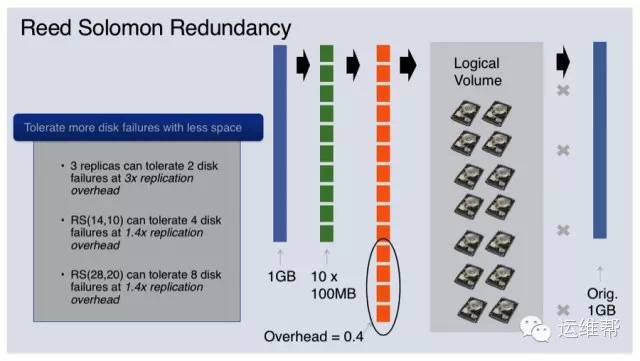 Reed Solomon Redundancy
Tolerate more disk failures with less space
• 3 replicas can tolerate 2 disk
failures at 3x replication
overhead
• RS(14,10) can tolerate 4 disk
failures at 1.4x replication
overhead
• RS(28,20) can tolerate 8 disk
failures at 1.4x replication
overhead
1GB
10 x
100MB
Overhead = 0.4
Logical
Volume
Orig.
1GB
运维帮